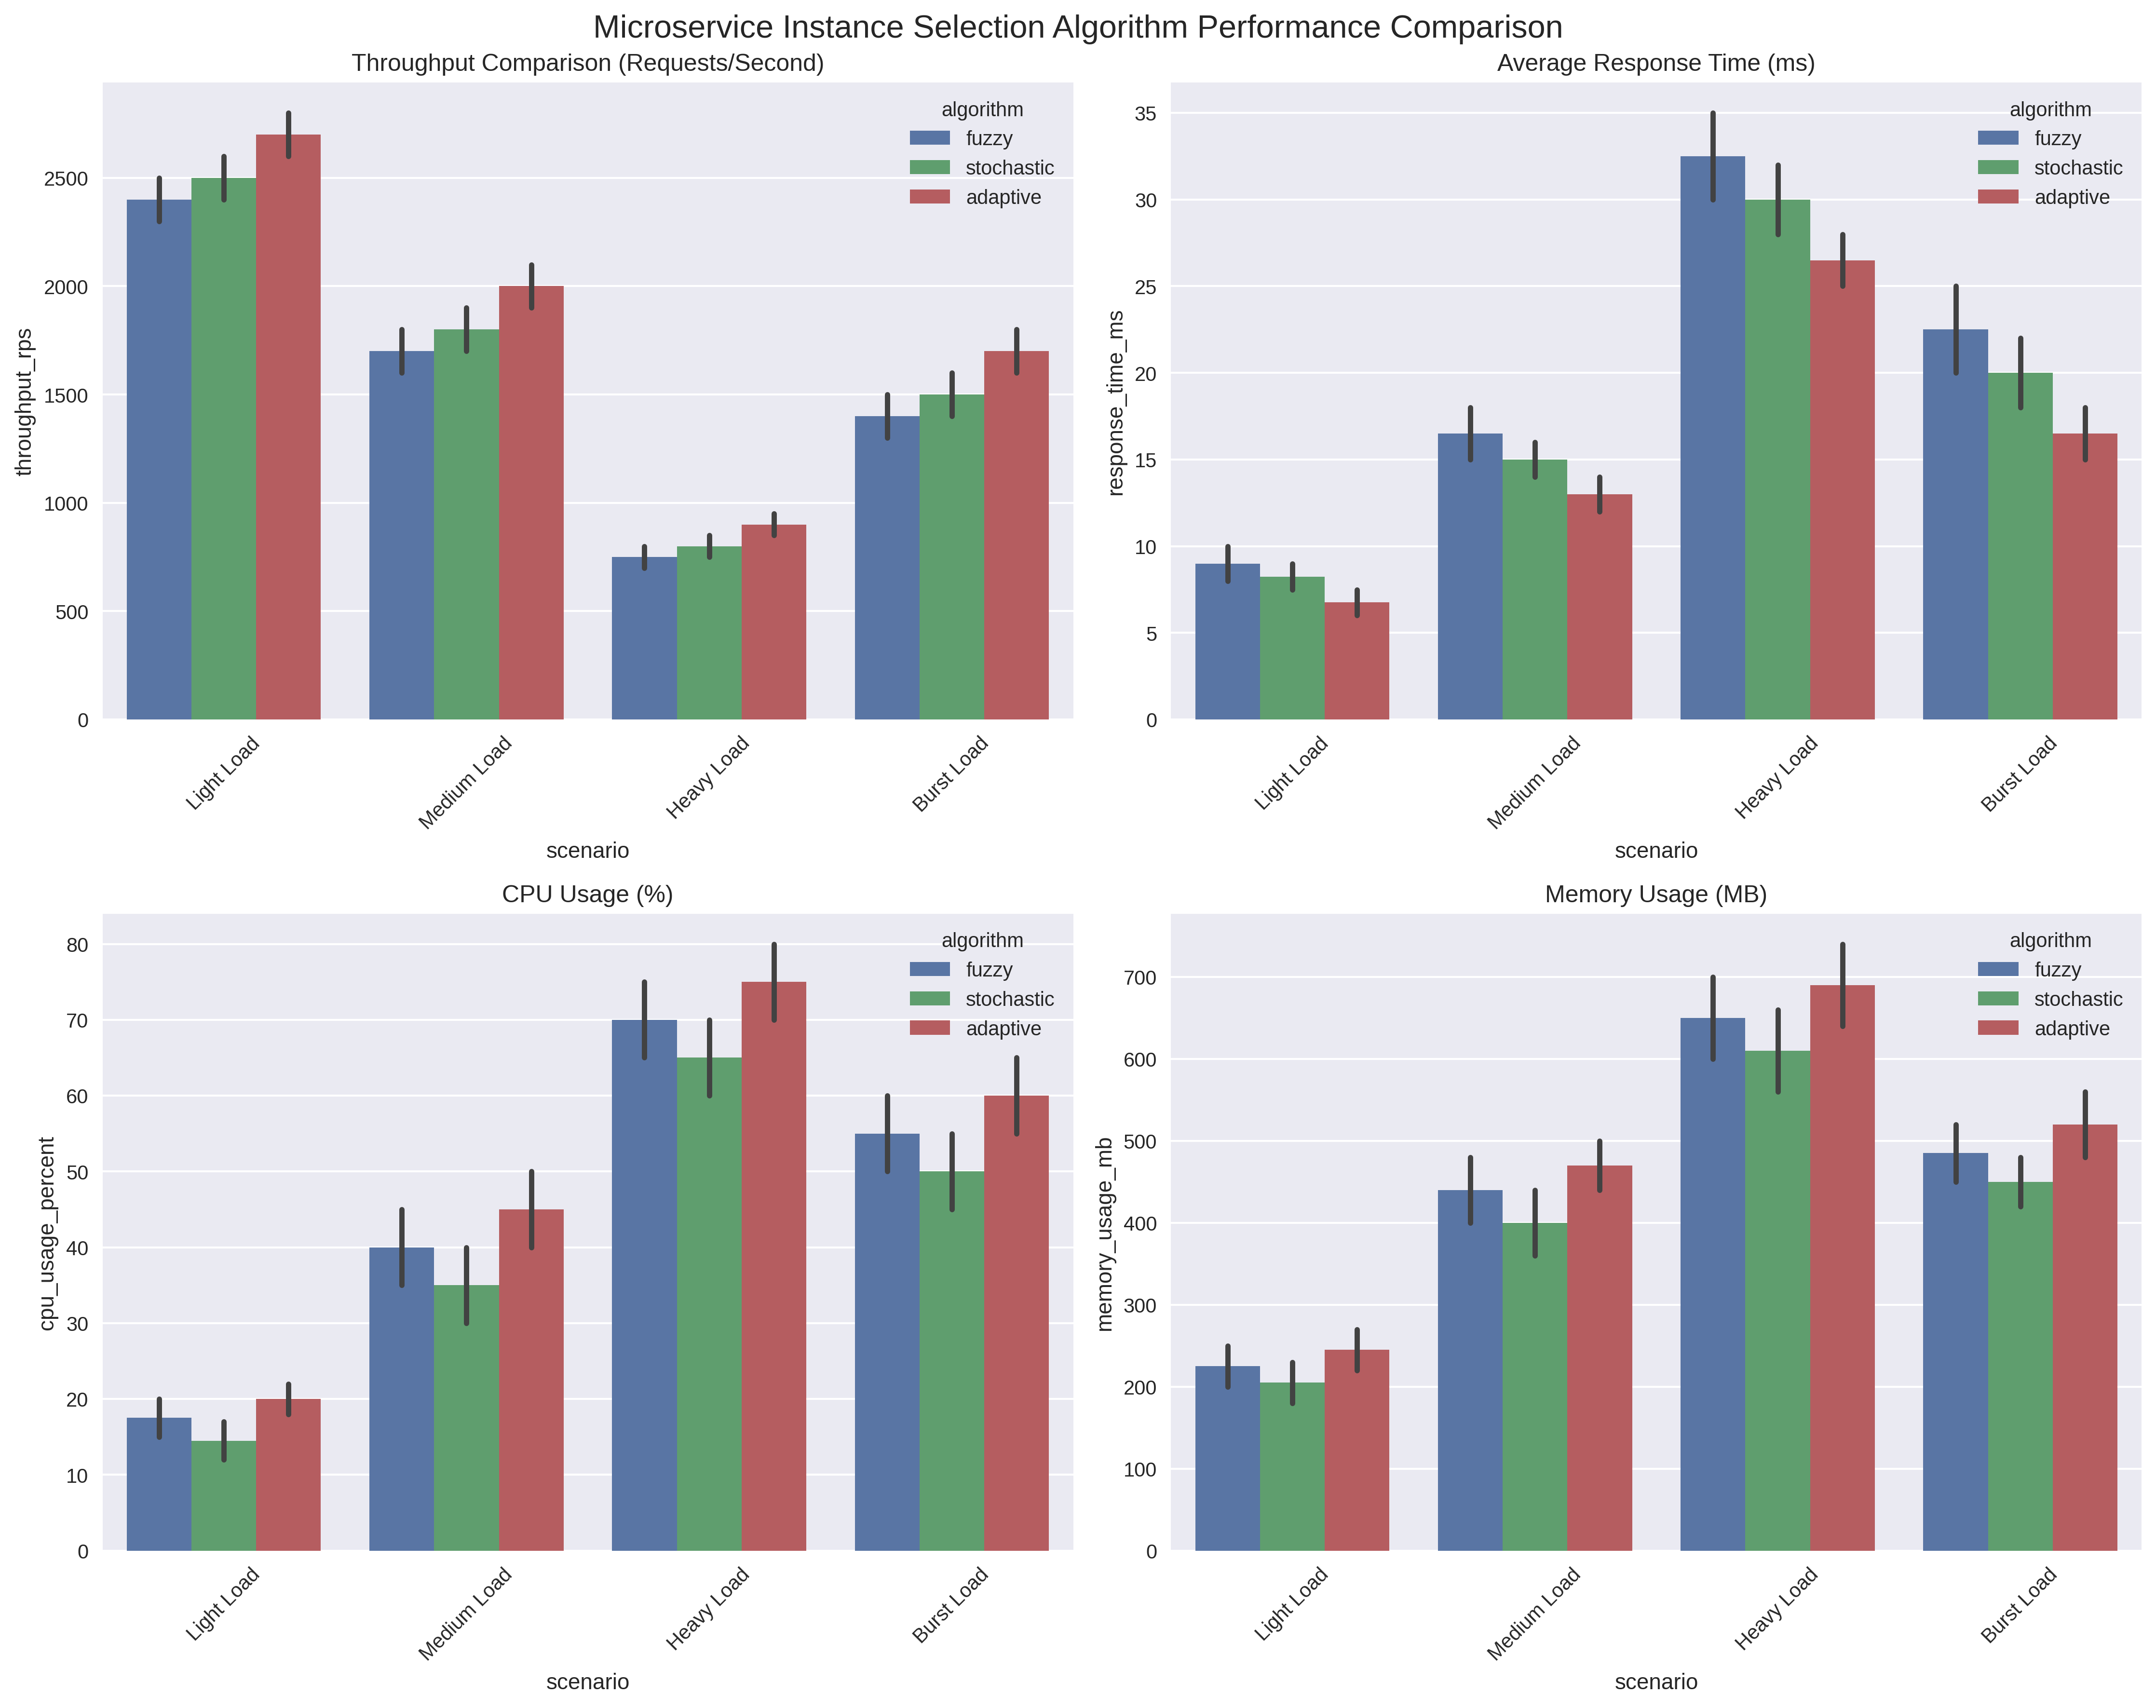 Microservice Instance Selection Algorithm Performance Comparison
Throughput Comparison (Requests/Second)
throughput_rps
2500
2000
1500
1000
500
0
algorithm
fuzzy
stochastic
adaptive
Light Load
Medium Load
Heavy Load
Burst Load
scenario
Average Response Time (ms)
response_time_ms
35
30
25
20
15
10
5
0
algorithm
fuzzy
stochastic
adaptive
Light Load
Medium Load
Heavy Load
Burst Load
scenario
CPU Usage (%)
cpu_usage_percent
80
70
60
50
40
30
20
10
0
algorithm
fuzzy
stochastic
adaptive
Light Load
Medium Load
Heavy Load
Burst Load
scenario
Memory Usage (MB)
memory_usage_mb
700
600
500
400
300
200
100
0
algorithm
fuzzy
stochastic
adaptive
Light Load
Medium Load
Heavy Load
Burst Load
scenario